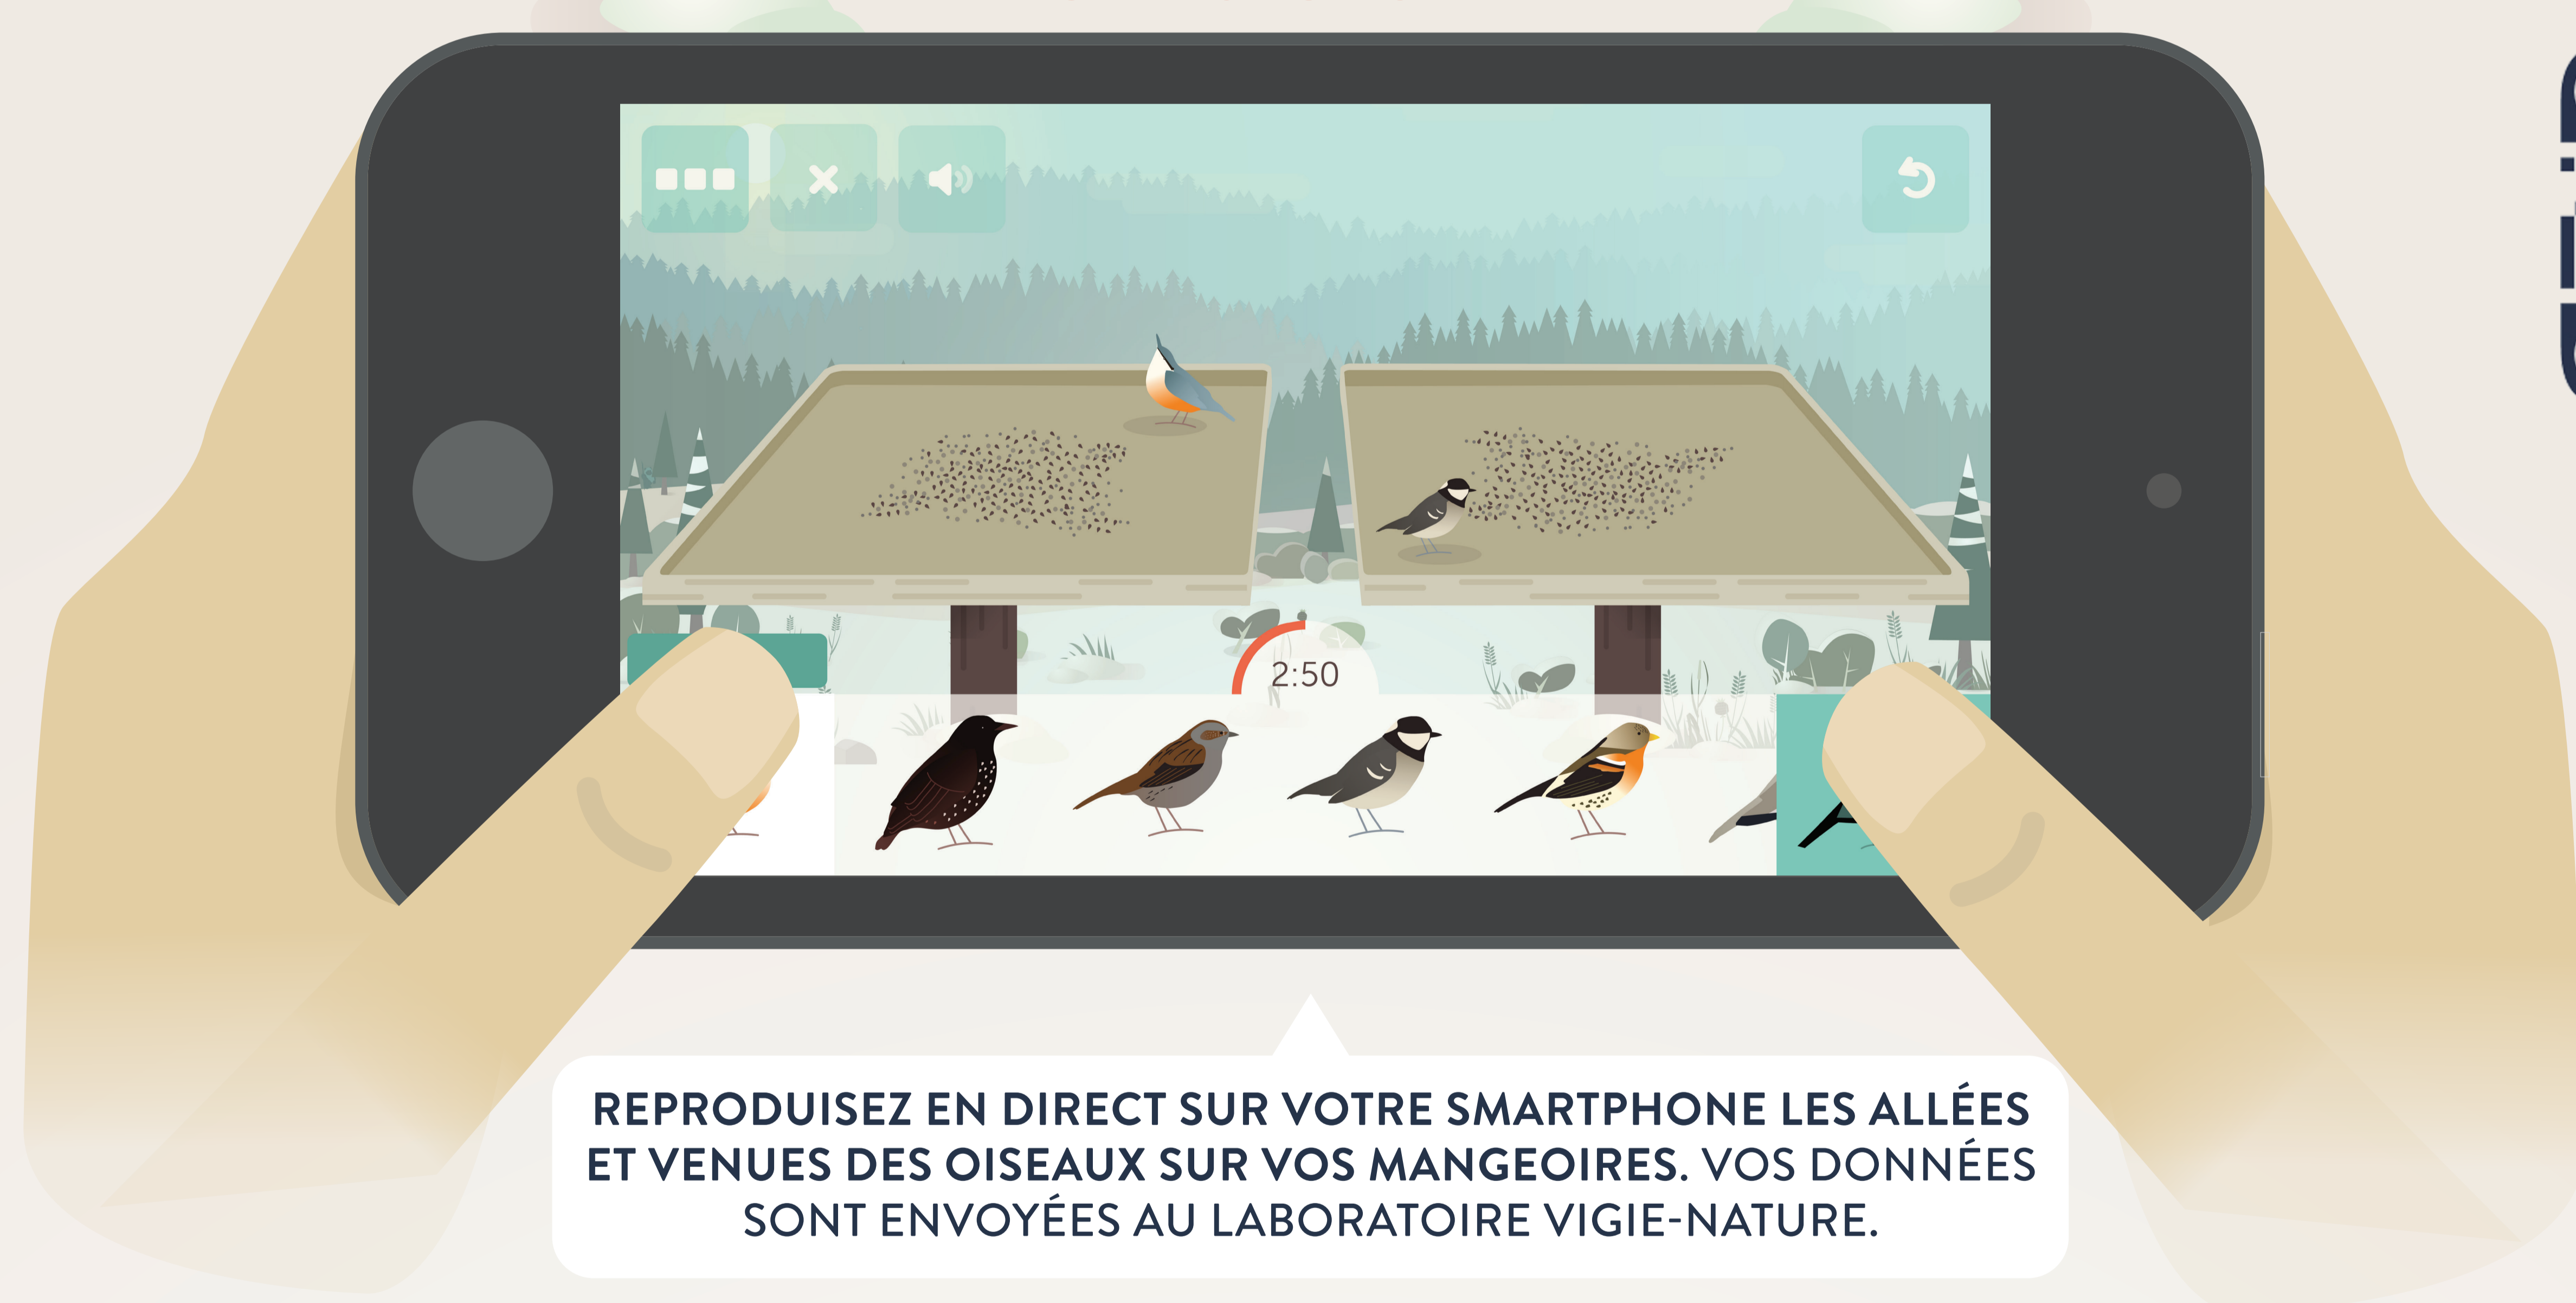 2:50
REPRODUISEZ EN DIRECT SUR VOTRE SMARTPHONE LES ALLÉES
ET VENUES DES OISEAUX SUR VOS MANGEOIRES. VOS DONNÉES
SONT ENVOYÉES AU LABORATOIRE VIGIE-NATURE.